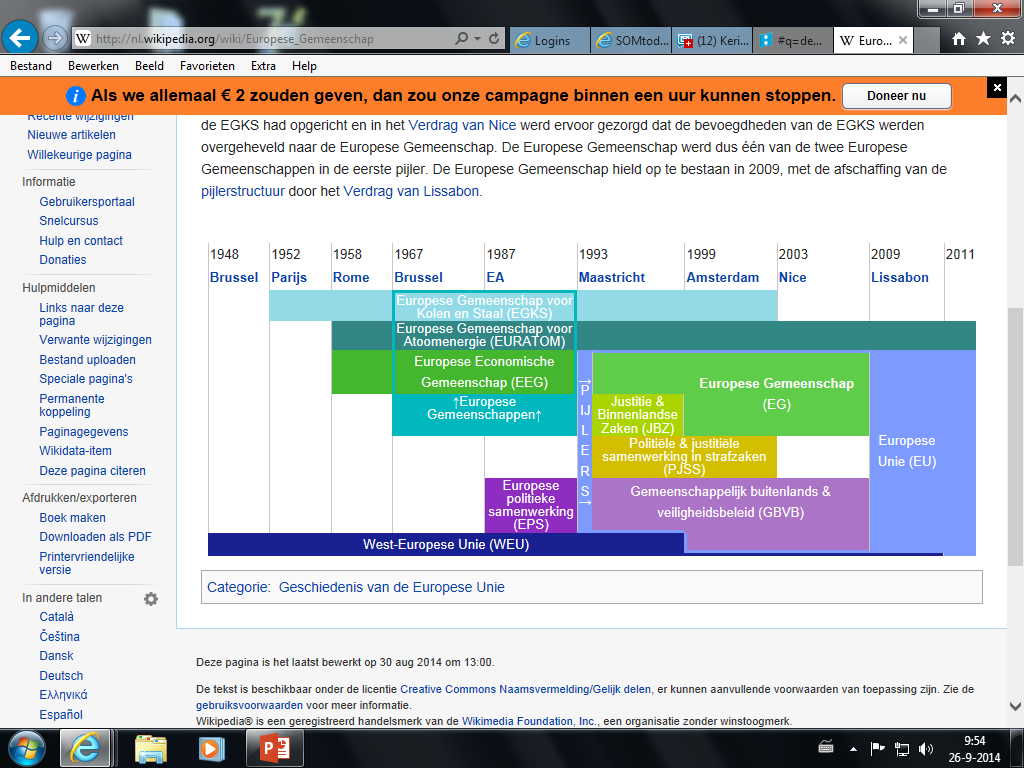 http://nl.wikipedia.org/wiki/Europese_Gemeenschap
Logins
SOMtod...
(12) Keri...
#q=de...
Euro...
Bestand Bewerken Beeld Favorieten Extra Help
Als we allemaal € 2 zouden geven, dan zou onze campagne binnen een uur kunnen stoppen.
Doneer nu
Recente wijzigingen
Nieuwe artikelen
Willekeurige pagina
Informatie
Gebruikersportaal
Snelcursus
Hulp en contact
Donaties
Hulpmiddelen
Links naar deze
pagina
Verwante wijzigingen
Bestand uploaden
Speciale pagina's
Permanente
koppeling
Paginagegevens
Wikidata-item
Deze pagina citeren
Afdrukken/exporteren
Boek maken
Downloaden als PDF
Printervriendelijke
versie
In andere talen
Català
Čeština
Dansk
Deutsch
Ελληνικά
Español
de EGKS had opgericht en in het Verdrag van Nice werd ervoor gezorgd dat de bevoegdheden van de EGKS werden
overgeheveld naar de Europese Gemeenschap. De Europese Gemeenschap werd dus één van de twee Europese
Gemeenschappen in de eerste pijler. De Europese Gemeenschap hield op te bestaan in 2009, met de afschaffing van de
pijlerstructuur door het Verdrag van Lissabon.
1948 1952 1958 1967 1987 1993 1999 2003 2009 2011
Brussel Parijs Rome Brussel EA Maastricht Amsterdam Nice Lissabon
Europese Gemeenschap voor
Kolen en Staal (EGKS)
Europese Gemeenschap voor
Atoomenergie (EURATOM)
Europese Economische
Gemeenschap (EEG)
↑Europese
Gemeenschappen↑
→
P
IJ
L
E
R
S
→
Europese Gemeenschap
(EG)
Justitie &
Binnenlandse
Zaken (JBZ)
Politiële & justitiële
samenwerking in strafzaken
(PJSS)
Europese
Unie (EU)
Europese
politieke
samenwerking
(EPS)
Gemeenschappelijk buitenlands &
veiligheidsbeleid (GBVB)
West-Europese Unie (WEU)
Categorie: Geschiedenis van de Europese Unie
Deze pagina is het laatst bewerkt op 30 aug 2014 om 13:00.
De tekst is beschikbaar onder de licentie Creative Commons Naamsvermelding/Gelijk delen, er kunnen aanvullende voorwaarden van toepassing zijn. Zie de
gebruiksvoorwaarden voor meer informatie.
Wikipedia® is een geregistreerd handelsmerk van de Wikimedia Foundation, Inc., een organisatie zonder winstoogmerk.
9:54
26-9-2014